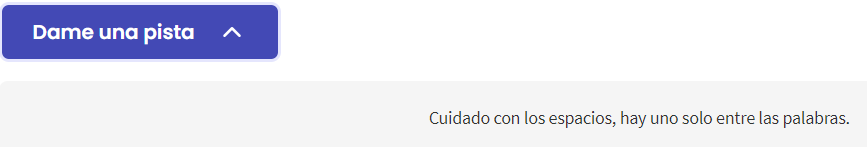 Dame una pista
Cuidado con los espacios, hay uno solo entre las palabras.